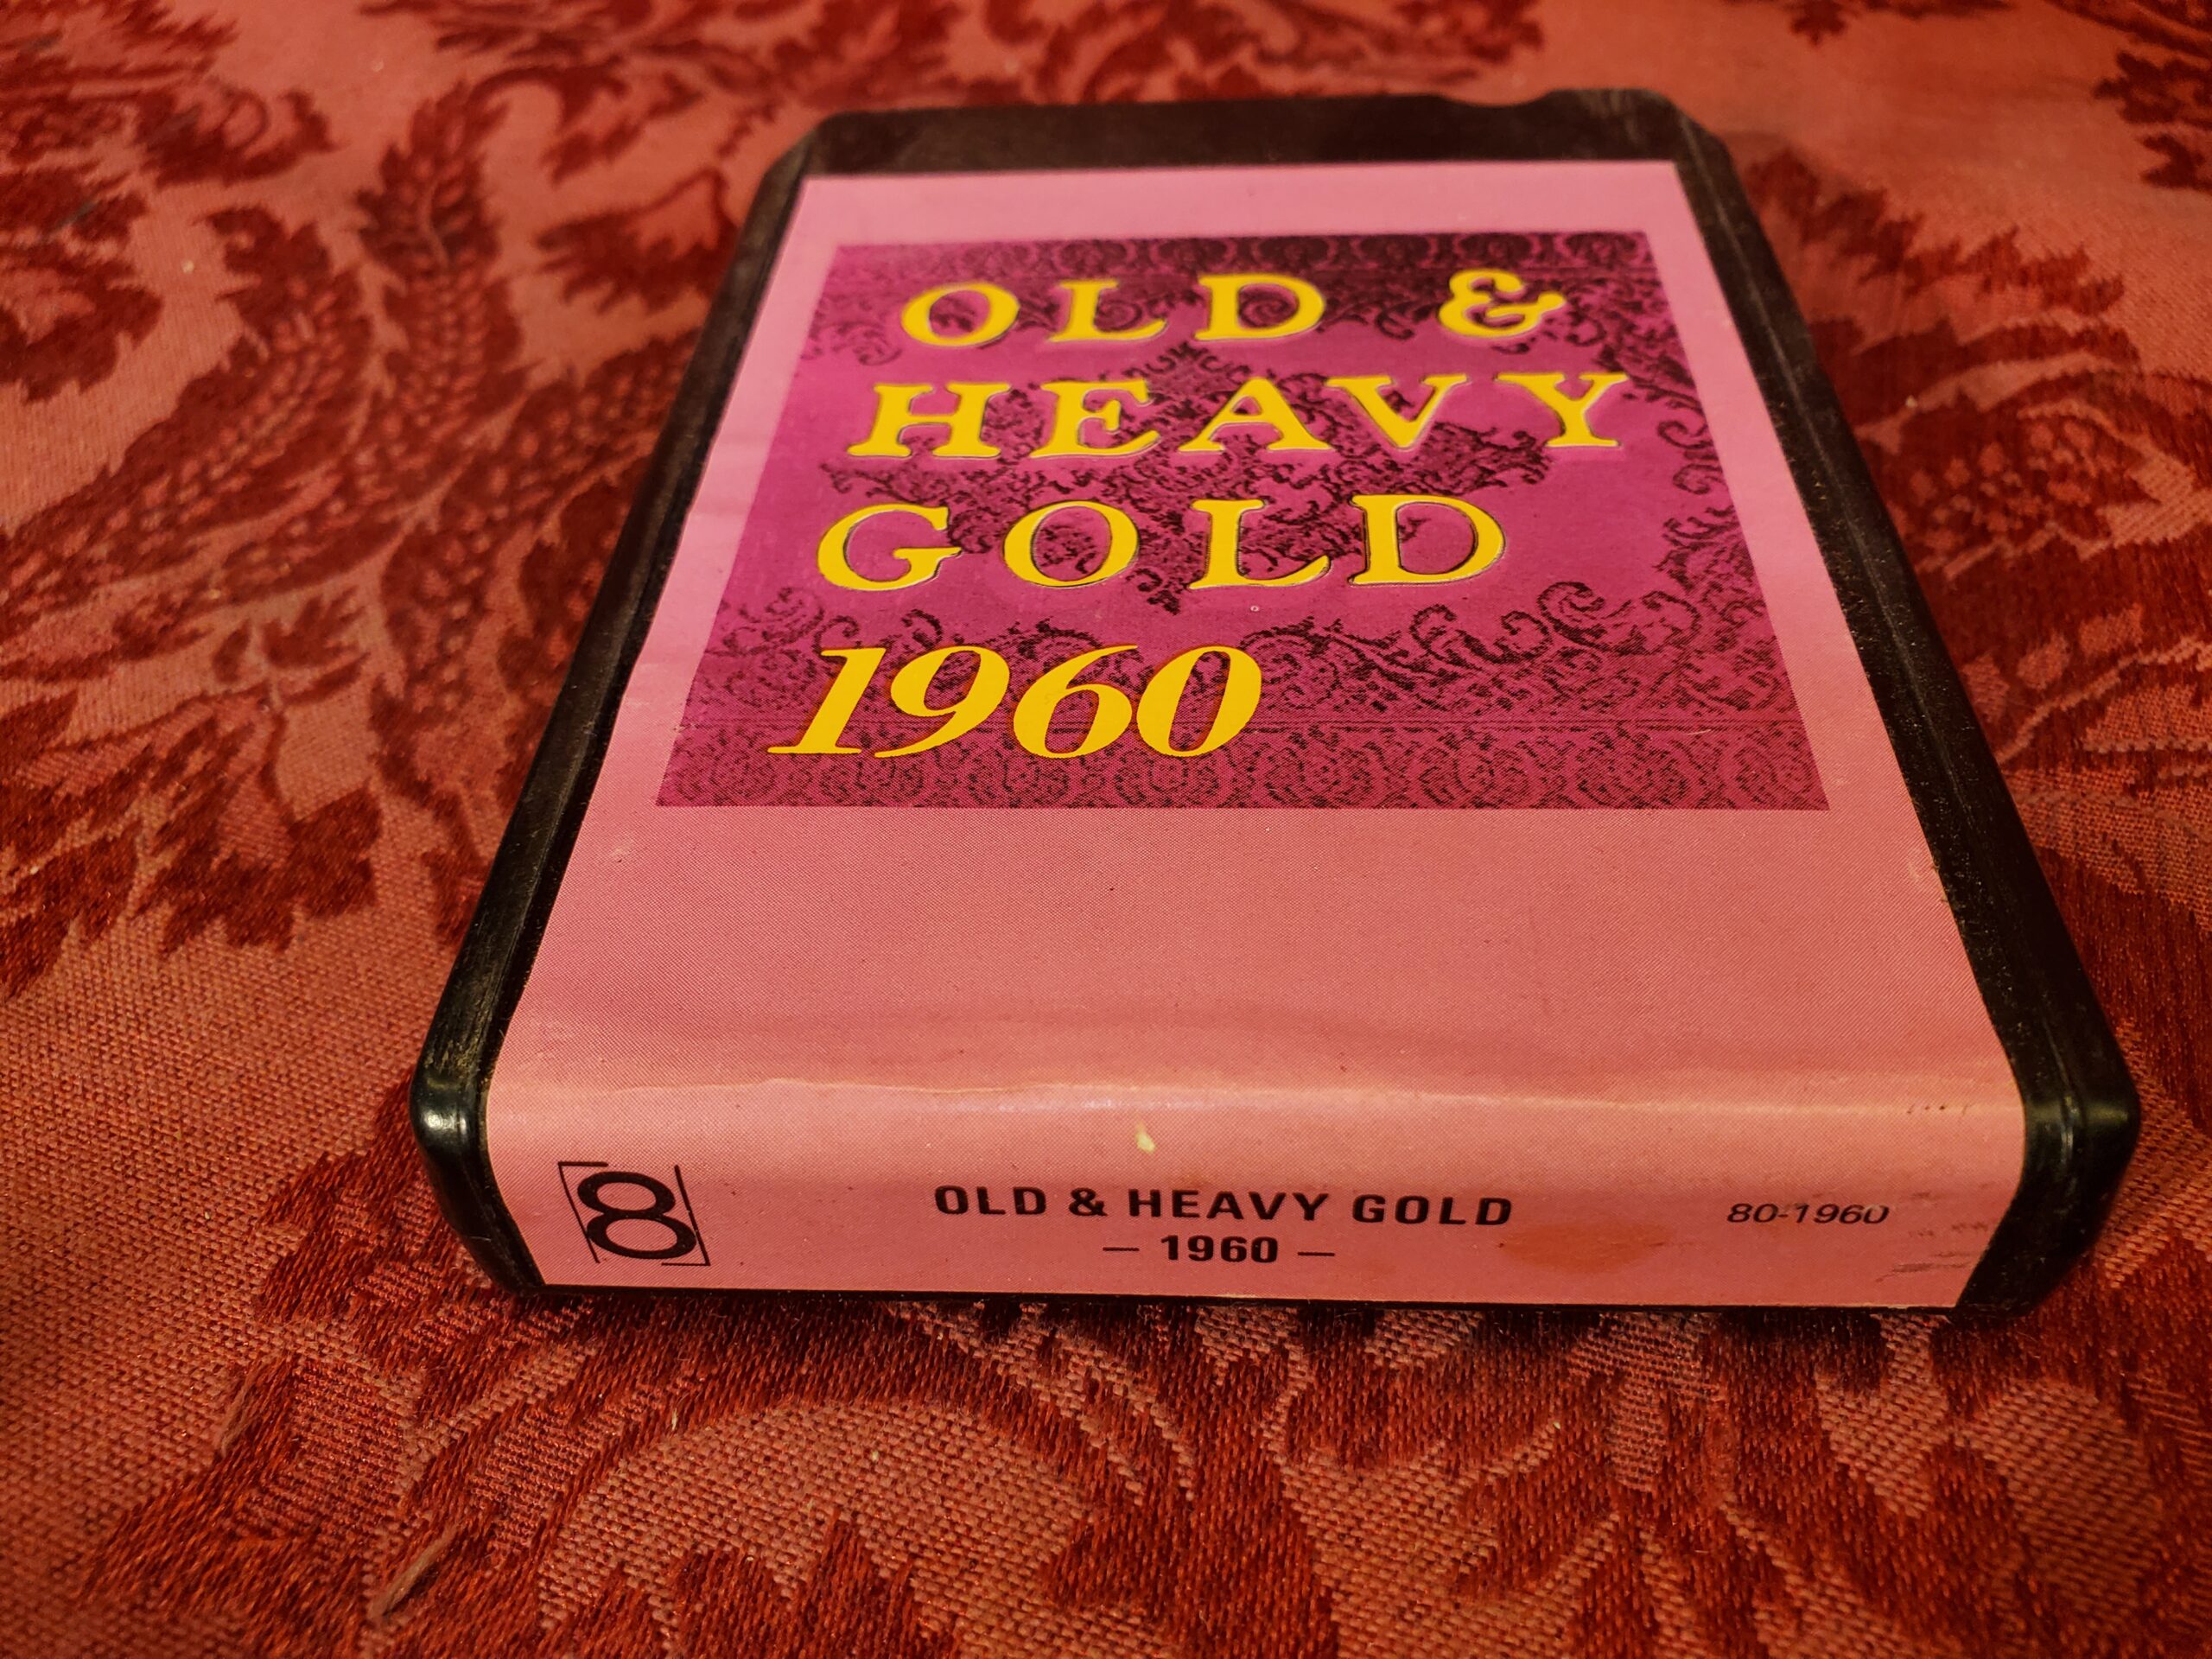 OLD &
HEAVY
GOLD
1960
8
OLD & HEAVY GOLD
— 1960 —
80-1960